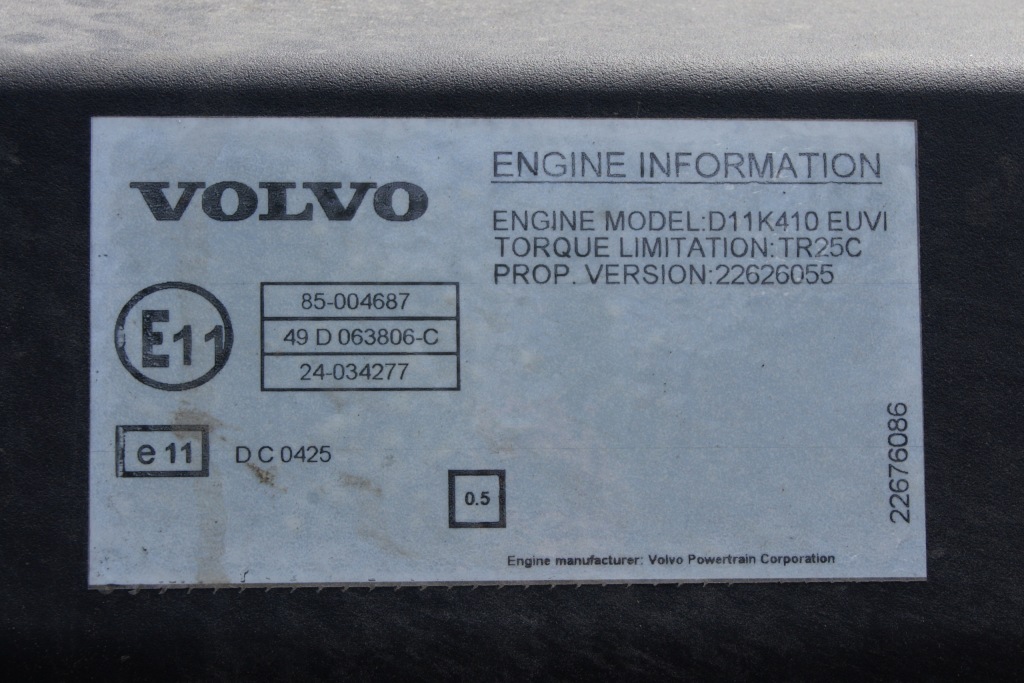 VOLVO
ENGINE INFORMATION
ENGINE MODEL:D11K410 EUVI
TORQUE LIMITATION:TR25C
PROP. VERSION:22626055
E11
85-004687
49 D 063806-C
24-034277
e 11
D C 0425
0.5
22676086
Engine manufacturer: Volvo Powertrain Corporation